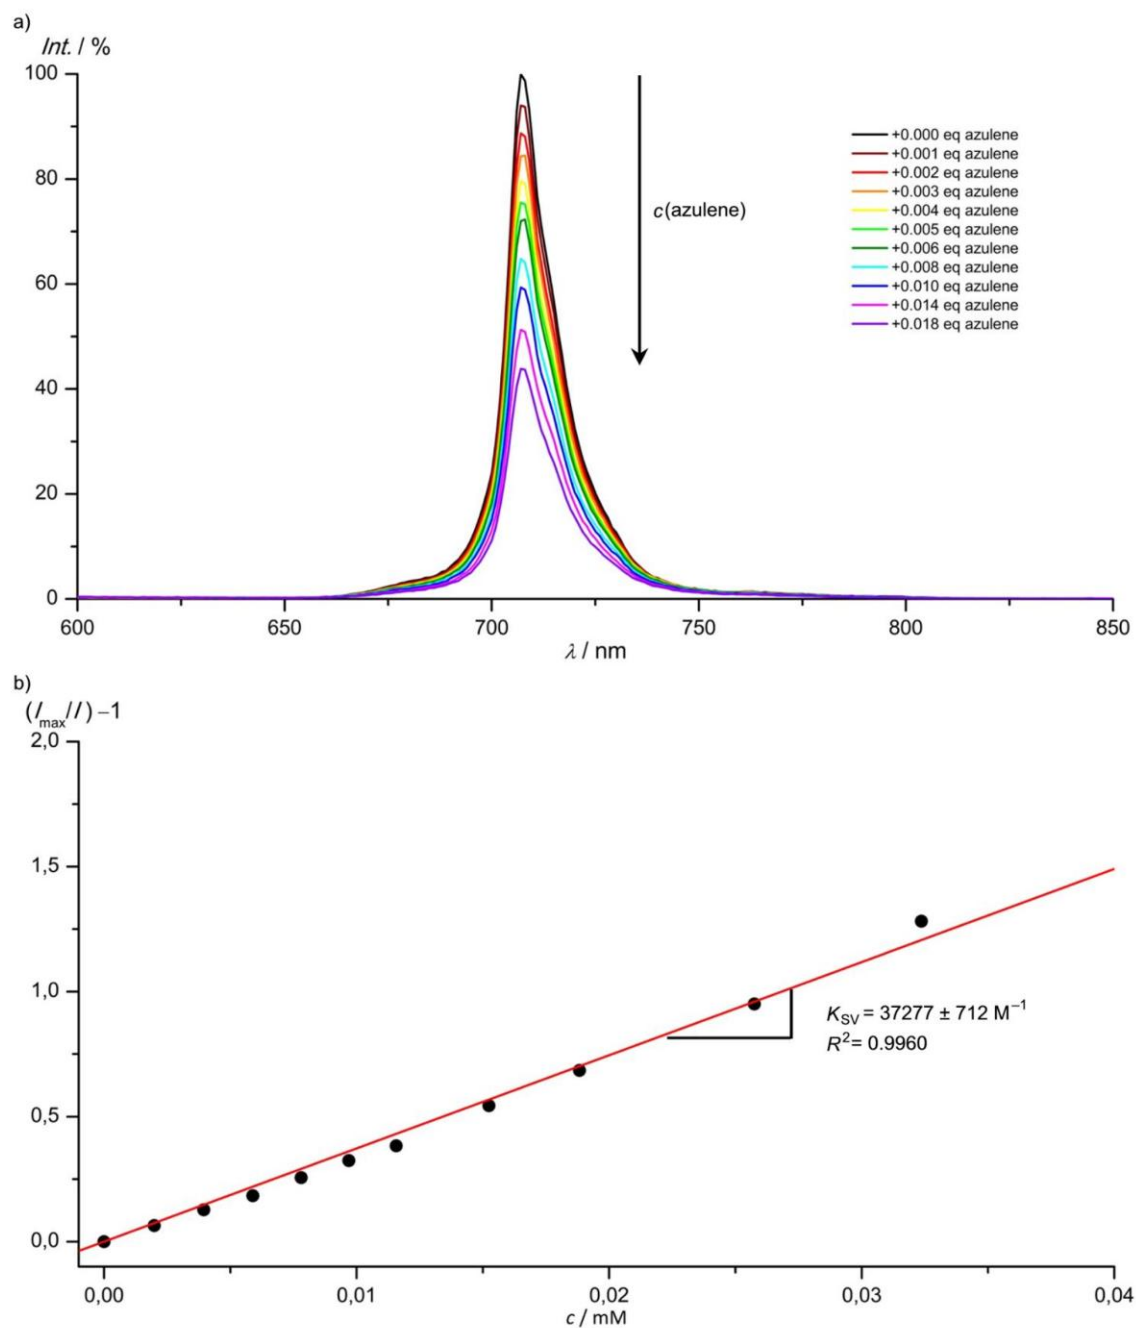 a)
Int. / %
100
80
60
40
20
0
600 650 700 750 800 850
λ / nm
c(azulene)
+0.000 eq azulene
+0.001 eq azulene
+0.002 eq azulene
+0.003 eq azulene
+0.004 eq azulene
+0.005 eq azulene
+0.006 eq azulene
+0.008 eq azulene
+0.010 eq azulene
+0.014 eq azulene
+0.018 eq azulene
b)
(Imax/I) –1
2,0
1,5
1,0
0,5
0,0
KSV = 37277 ± 712 M–1
R2= 0.9960
0,00 0,01 0,02 0,03 0,04
c / mM